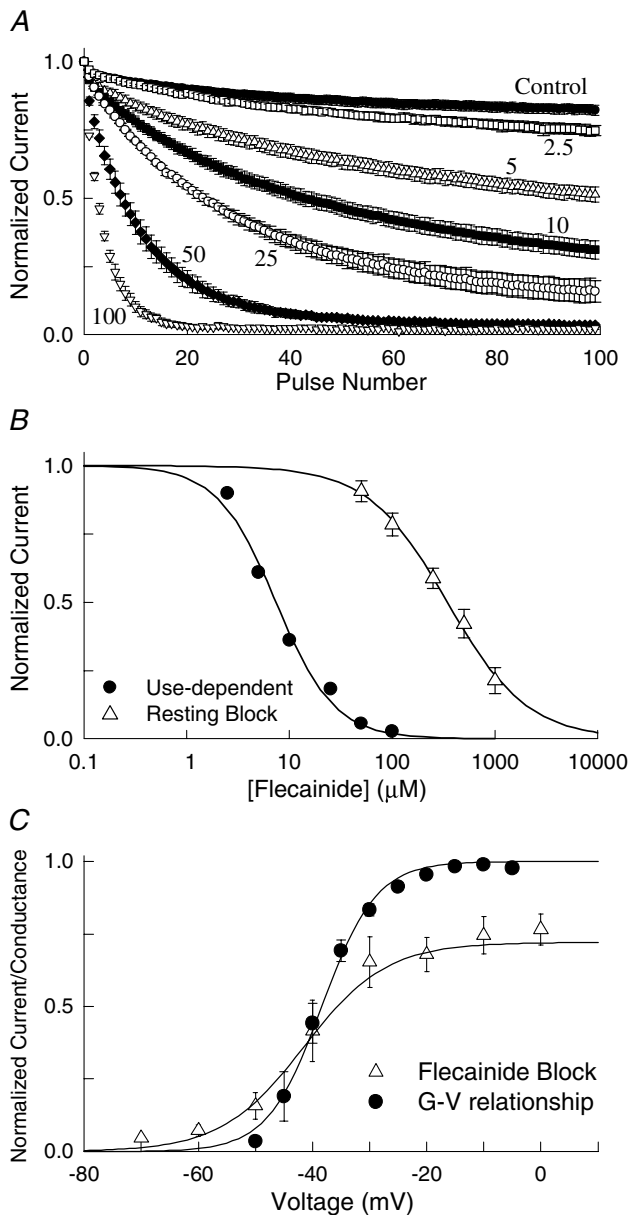 A
Normalized Current
1.0
0.5
0.0
Control
2.5
5
10
25
50
100
0 20 40 60 80 100
Pulse Number
B
Normalized Current
1.0
0.5
0.0
Use-dependent
Resting Block
0.1 1 10 100 1000 10000
[Flecainide] (μM)
C
Normalized Current/Conductance
1.0
0.5
0.0
Flecainide Block
G-V relationship
-80 -60 -40 -20 0
Voltage (mV)